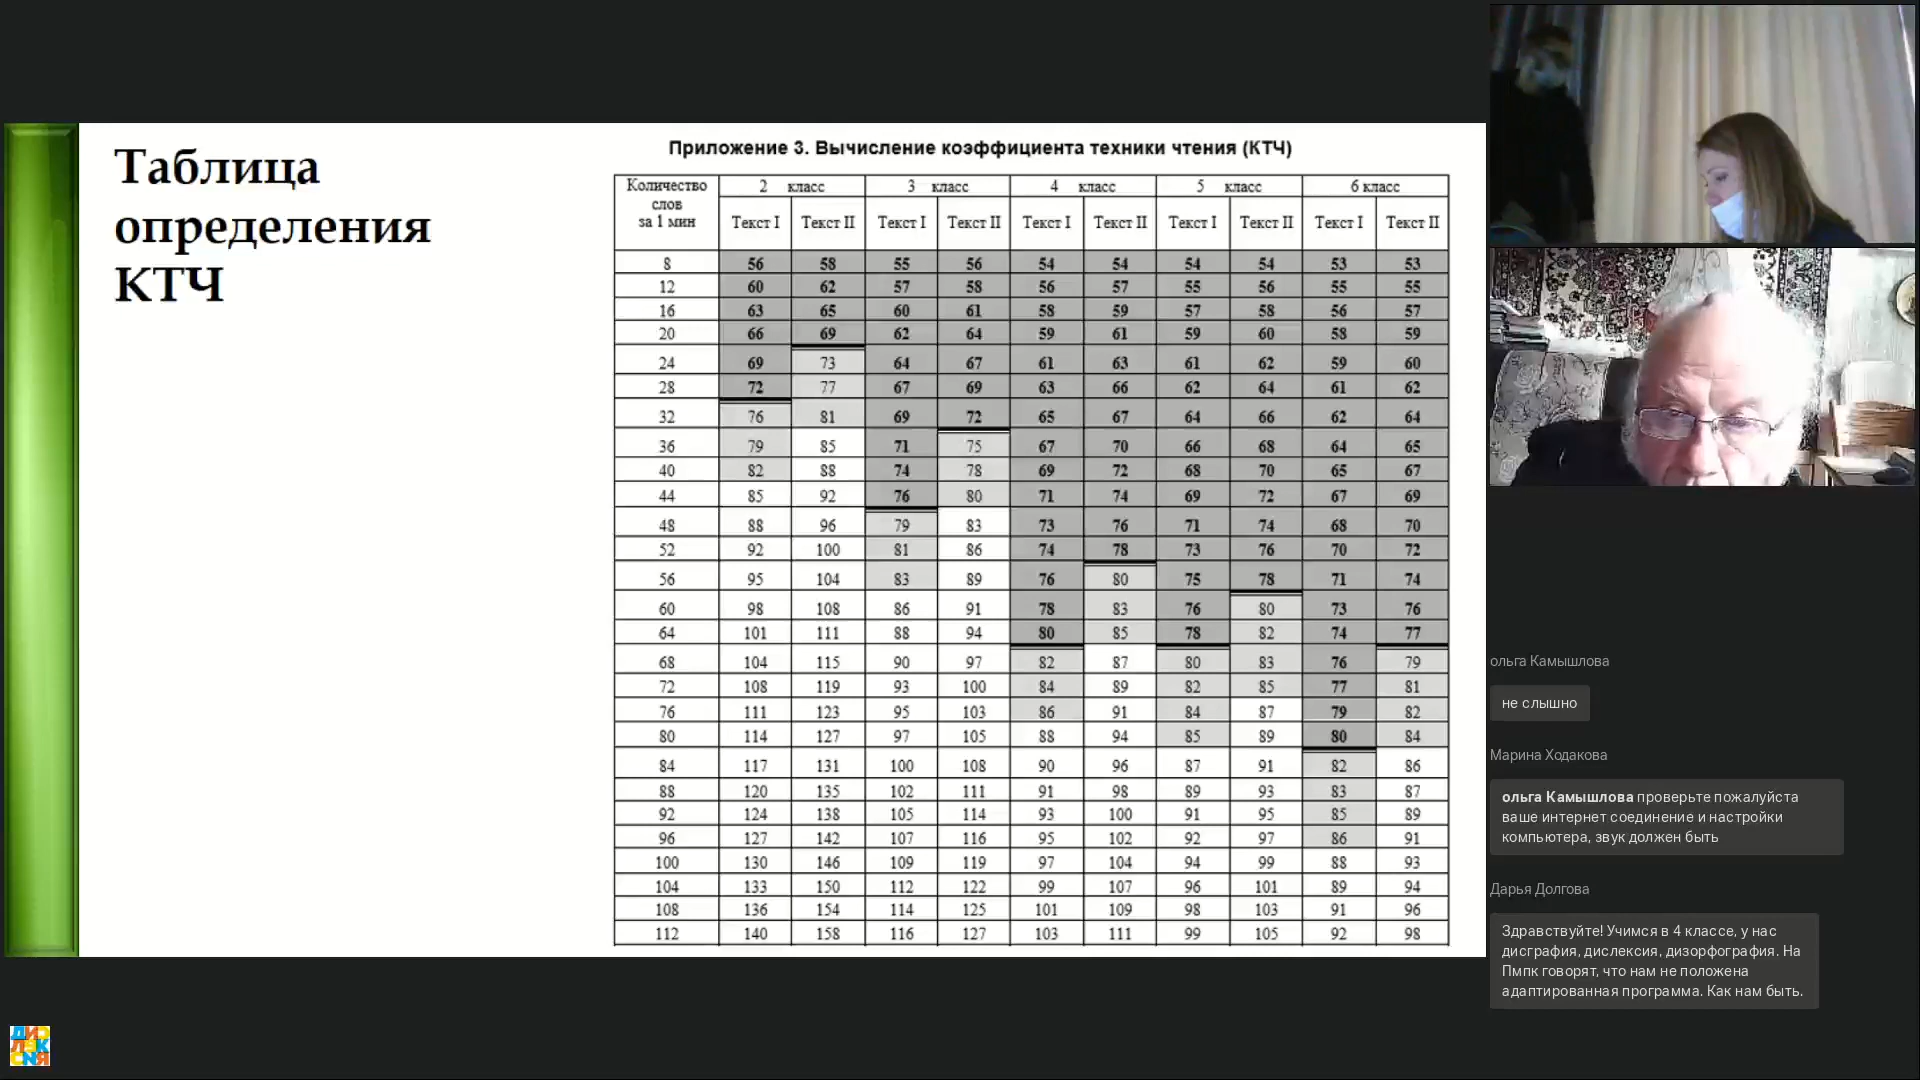 Таблица
определения
КТЧ
Приложение 3. Вычисление коэффициента техники чтения (КТЧ)
Количество слов за 1 мин 2 класс 3 класс 4 класс 5 класс 6 класс
Текст I Текст II Текст I Текст II Текст I Текст II Текст I Текст II Текст I Текст II
8 56 58 55 56 54 54 54 54 53 53
12 60 62 57 58 56 57 55 56 55 55
16 63 65 60 61 58 59 57 58 56 57
20 66 69 62 64 59 61 59 60 58 59
24 69 73 64 67 61 63 61 62 59 60
28 72 77 67 69 63 66 62 64 61 62
32 76 81 69 72 65 67 64 66 62 64
36 79 85 71 75 67 70 66 68 64 65
40 82 88 74 78 69 72 68 70 65 67
44 85 92 76 80 71 74 69 72 67 69
48 88 96 79 83 73 76 71 74 68 70
52 92 100 81 86 74 78 73 76 70 72
56 95 104 83 89 76 80 75 78 71 74
60 98 108 86 91 78 83 76 80 73 76
64 101 111 88 94 80 85 78 82 74 77
68 104 115 90 97 82 87 80 83 76 79
72 108 119 93 100 84 89 82 85 77 81
76 111 123 95 103 86 91 84 87 79 82
80 114 127 97 105 88 94 85 89 80 84
84 117 131 100 108 90 96 87 91 82 86
88 120 135 102 111 91 98 89 93 83 87
92 124 138 105 114 93 100 91 95 85 89
96 127 142 107 116 95 102 92 97 86 91
100 130 146 109 119 97 104 94 99 88 93
104 133 150 112 122 99 107 96 101 89 94
108 136 154 114 125 101 109 98 103 91 96
112 140 158 116 127 103 111 99 105 92 98
ольга Камышлова
не слышно
Марина Ходакова
ольга Камышлова проверьте пожалуйста
ваше интернет соединение и настройки
компьютера, звук должен быть
Дарья Долгова
Здравствуйте! Учимся в 4 классе, у нас
дисграфия, дислексия, дизорфография. На
Пмпк говорят, что нам не положена
адаптированная программа. Как нам быть.
ДИС
ЛЕК
СИЯ